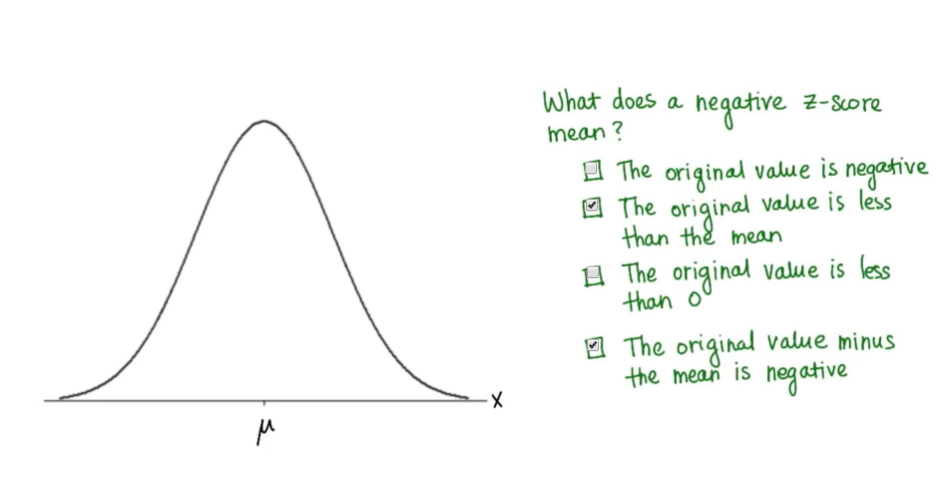 What does a negative z-score
mean?
The original value is negative
The original value is less
than the mean
The original value is less
than 0
The original value minus
the mean is negative
x
μ